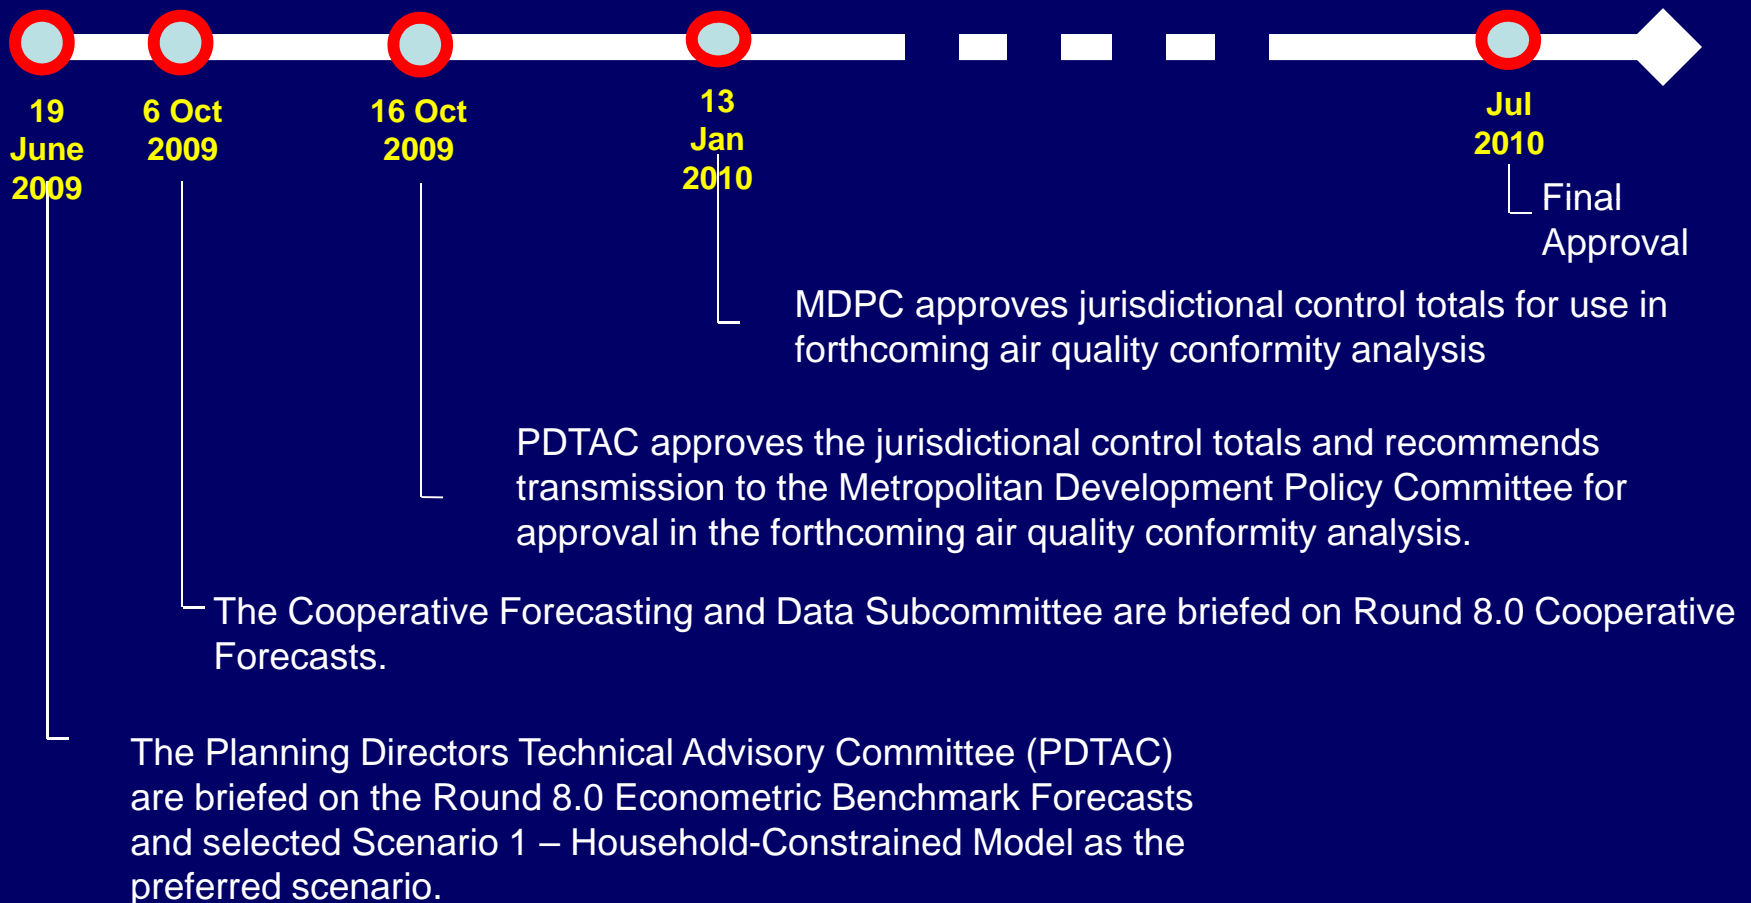 19
June
2009
6 Oct
2009
16 Oct
2009
13
Jan
2010
Jul
2010
Final
Approval
MDPC approves jurisdictional control totals for use in
forthcoming air quality conformity analysis
PDTAC approves the jurisdictional control totals and recommends
transmission to the Metropolitan Development Policy Committee for
approval in the forthcoming air quality conformity analysis.
The Cooperative Forecasting and Data Subcommittee are briefed on Round 8.0 Cooperative
Forecasts.
The Planning Directors Technical Advisory Committee (PDTAC)
are briefed on the Round 8.0 Econometric Benchmark Forecasts
and selected Scenario 1 – Household-Constrained Model as the
preferred scenario.